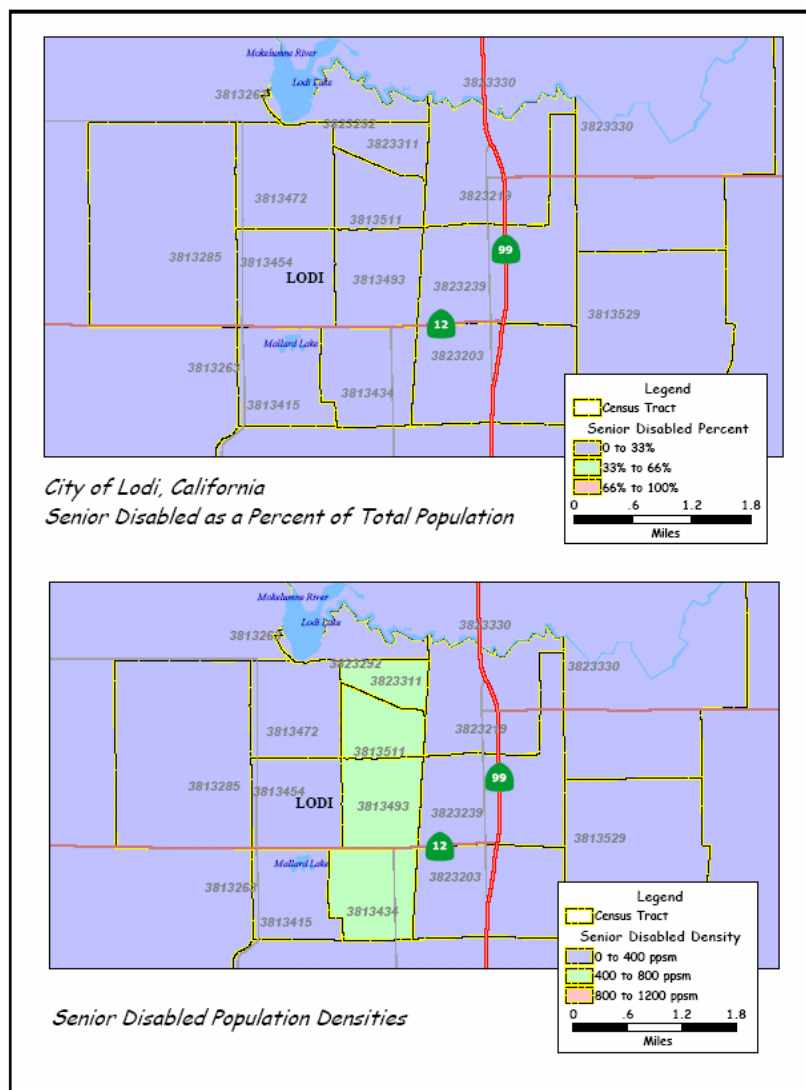 Mokelumne River
Lodi Lake
3813262
3823330
3823292
3823330
3823311
3813472
3823219
3813511
99
3813285
3813454
LODI
3813493
3823239
3813529
12
Mallard Lake
3823203
3813263
3813434
3813415
Legend
Census Tract
Senior Disabled Percent
0 to 33%
33% to 66%
66% to 100%
0 .6 1.2 1.8
Miles
City of Lodi, California
Senior Disabled as a Percent of Total Population
Mokelumne River
Lodi Lake
3823330
3823292
3823330
3823311
3813472
3823219
3813511
99
3813285
3813454
LODI
3813493
3823239
3813529
12
Mallard Lake
3823203
3813263
3813434
3813415
Legend
Census Tract
Senior Disabled Density
0 to 400 ppsm
400 to 800 ppsm
800 to 1200 ppsm
0 .6 1.2 1.8
Miles
Senior Disabled Population Densities